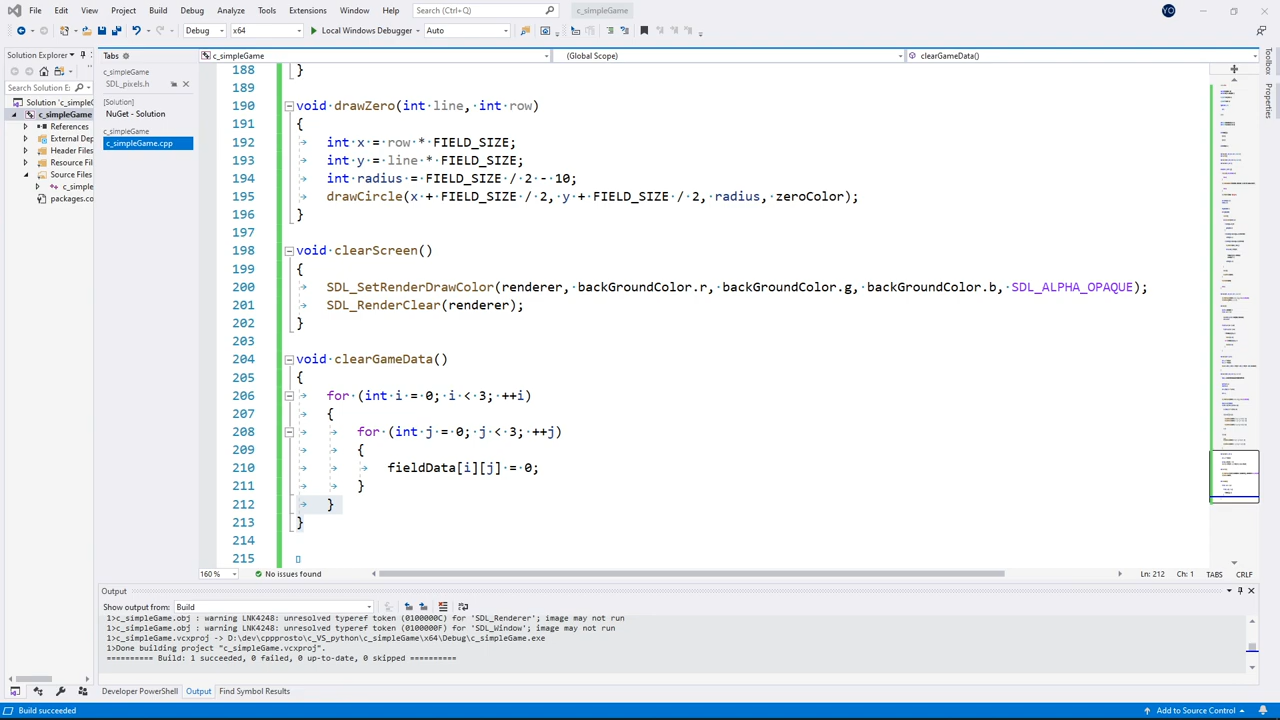 File Edit View Project Build Debug Analyze Tools Extensions Window Help Search (Ctrl+Q) c_simpleGame YO
Debug x64 Local Windows Debugger Auto
Solution Explorer
Search Solution E
Solution 'c_simpleG
c_simpleGame
References
External Dep
Header Files
Resource Fil
Source Files
c_simple
packages.co
Tabs
c_simpleGame
SDL_pixels.h
[Solution]
NuGet - Solution
c_simpleGame
c_simpleGame.cpp
c_simpleGame (Global Scope) clearGameData()
188 }
189
190 void drawZero(int line, int row)
191 {
192 int x = row * FIELD_SIZE;
193 int y = line * FIELD_SIZE;
194 int radius = FIELD_SIZE / 2 - 10;
195 drawCircle(x + FIELD_SIZE / 2, y + FIELD_SIZE / 2, radius, zeroColor);
196 }
197
198 void clearScreen()
199 {
200 SDL_SetRenderDrawColor(renderer, backGroundColor.r, backGroundColor.g, backGroundColor.b, SDL_ALPHA_OPAQUE);
201 SDL_RenderClear(renderer);
202 }
203
204 void clearGameData()
205 {
206 for (int i = 0; i < 3; ++i)
207 {
208 for (int j = 0; j < 3; ++j)
209 {
210 fieldData[i][j] = 0;
211 }
212 }
213 }
214
215
160 % No issues found Ln: 212 Ch: 1 TABS CRLF
Output
Show output from: Build
1>c_simpleGame.obj : warning LNK4248: unresolved typeref token (0100000C) for 'SDL_Renderer'; image may not run
1>c_simpleGame.obj : warning LNK4248: unresolved typeref token (0100000F) for 'SDL_Window'; image may not run
1>c_simpleGame.vcxproj -> D:\dev\cppprosto\c_VS_python\c_simpleGame\x64\Debug\c_simpleGame.exe
1>Done building project "c_simpleGame.vcxproj".
========== Build: 1 succeeded, 0 failed, 0 up-to-date, 0 skipped ==========
Developer PowerShell Output Find Symbol Results
Build succeeded Add to Source Control
Toolbox
Properties